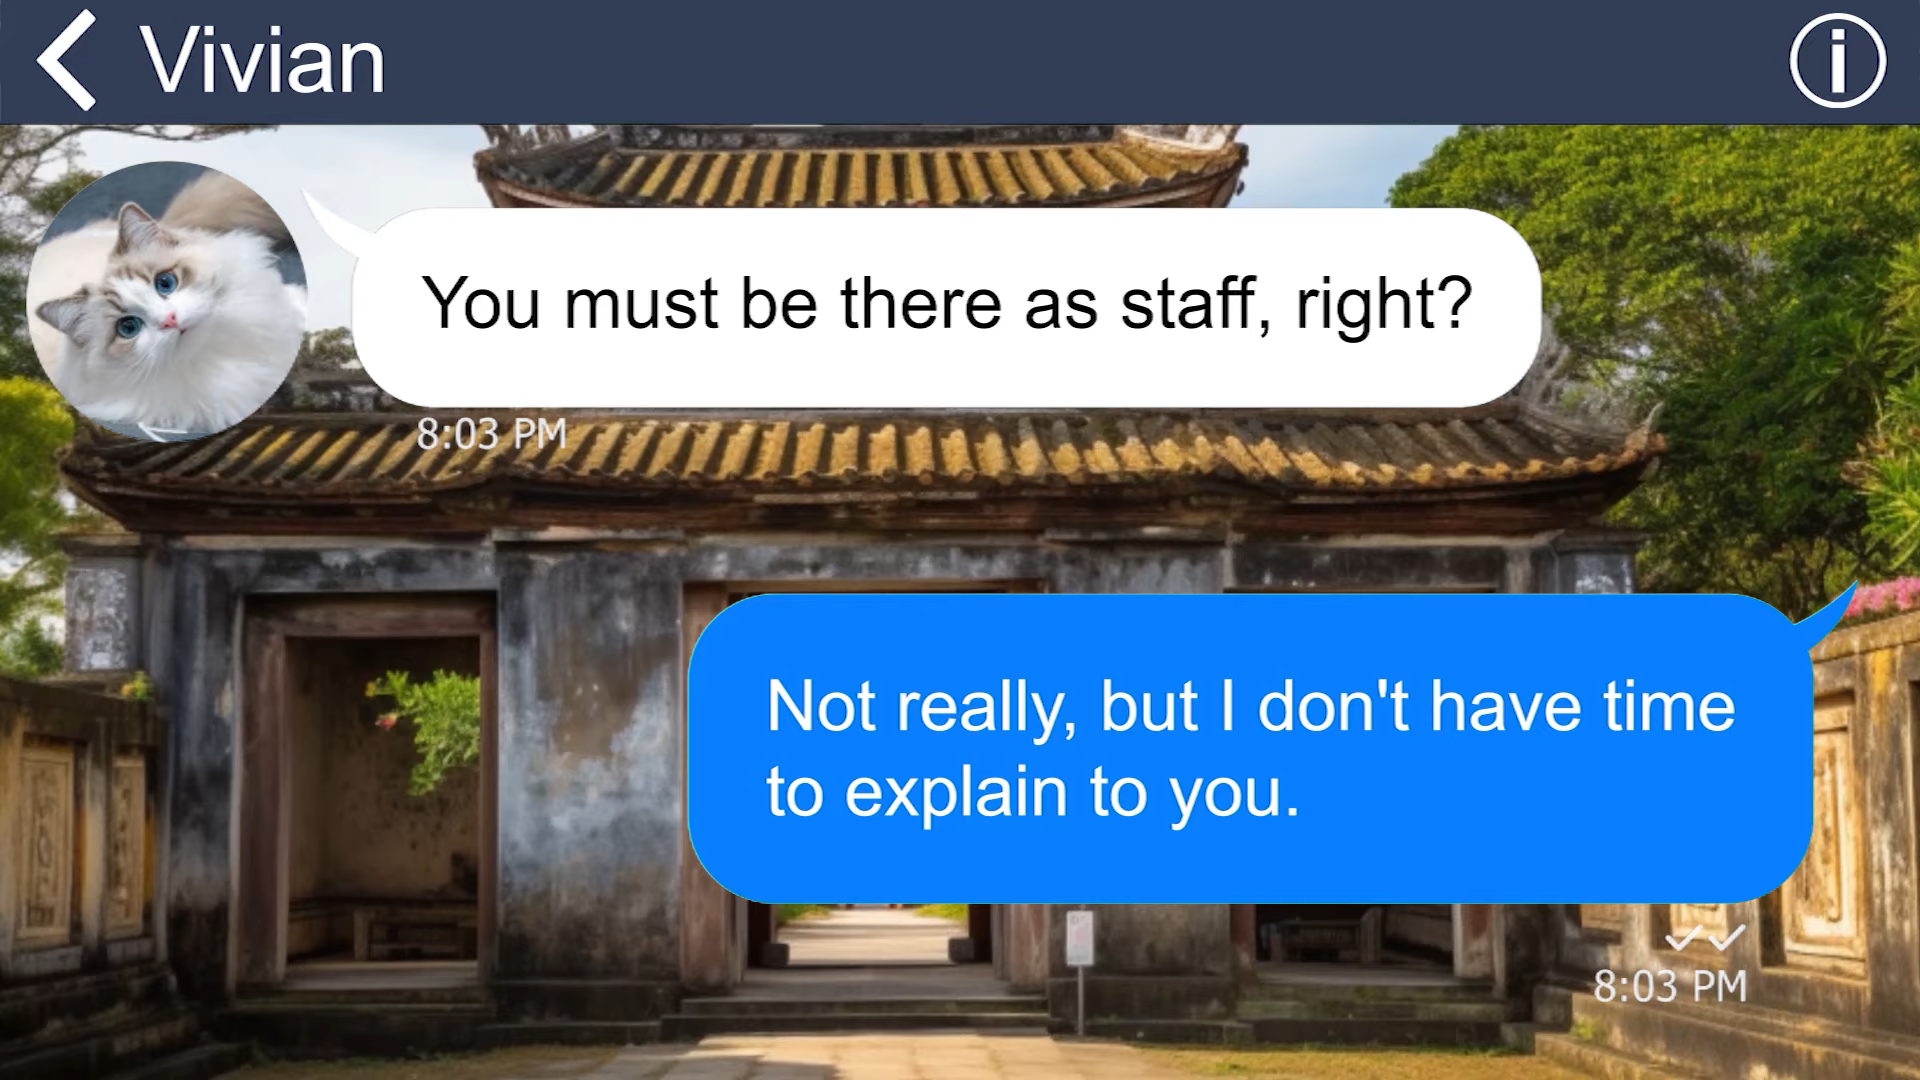 Vivian
You must be there as staff, right?
8:03 PM
Not really, but I don't have time
to explain to you.
8:03 PM